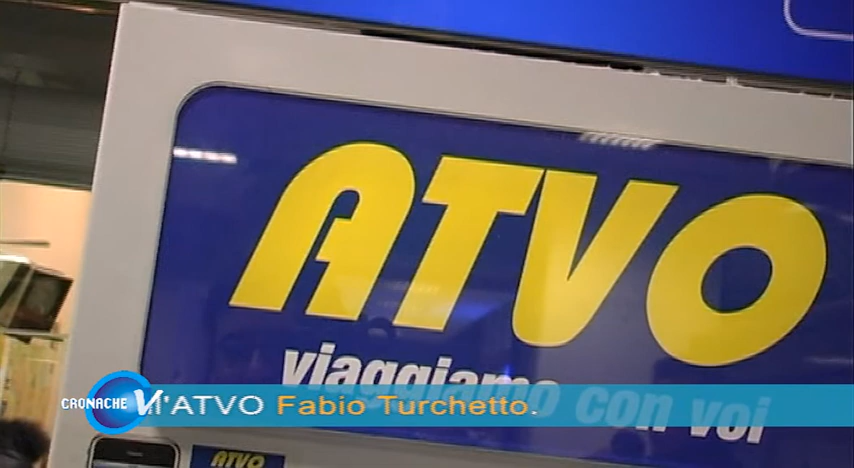 ATVO
viaggiamo con voi
CRONACHE
l'ATVO Fabio Turchetto.
ATVO